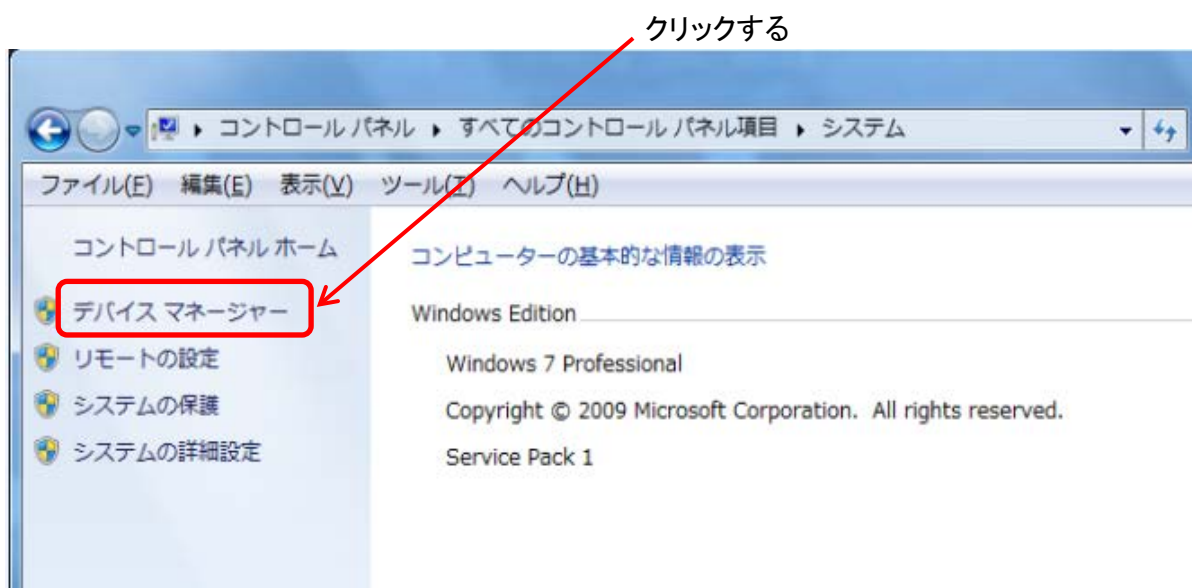 クリックする
コントロール パネル ▸ すべてのコントロール パネル項目 ▸ システム
ファイル(F) 編集(E) 表示(V) ツール(T) ヘルプ(H)
コントロール パネル ホーム
デバイス マネージャー
リモートの設定
システムの保護
システムの詳細設定
コンピューターの基本的な情報の表示
Windows Edition
Windows 7 Professional
Copyright © 2009 Microsoft Corporation. All rights reserved.
Service Pack 1